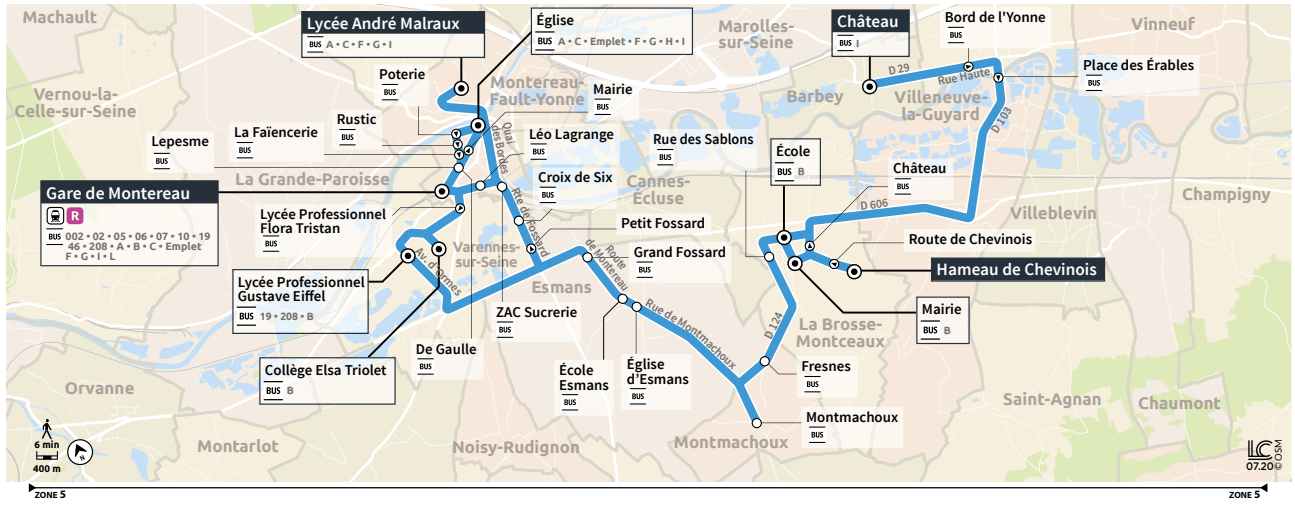 Machault
Vernou-la-
Celle-sur-Seine
Lycée André Malraux
BUS A • C • F • G • I
Église
BUS A • C • Emplet • F • G • H • I
Marolles-
sur-Seine
Château
BUS I
Bord de l'Yonne
BUS
Vinneuf
Place des Érables
BUS
D 29
Rue Haute
Poterie
BUS
Montereau-
Fault-Yonne
Mairie
BUS
Barbey
Villeneuve-
la-Guyard
D 103
Rustic
BUS
La Faïencerie
BUS
Lepesme
BUS
Quai
des Bordes
Léo Lagrange
BUS
Rue des Sablons
BUS
École
BUS B
Château
BUS
La Grande-Paroisse
Croix de Six
BUS
Cannes-
Écluse
Champigny
Gare de Montereau
R
BUS 002 • 02 • 05 • 06 • 07 • 10 • 19
46 • 208 • A • B • C • Emplet
F • G • I • L
Lycée Professionnel
Flora Tristan
BUS
Rte de Fossard
Petit Fossard
D 606
Villeblevin
Varennes-
sur-Seine
Av. d'Ormes
Route
de Montereau
Grand Fossard
BUS
Route de Chevinois
BUS
Hameau de Chevinois
Lycée Professionnel
Gustave Eiffel
BUS 19 • 208 • B
Esmans
ZAC Sucrerie
BUS
Rue de Montmachoux
D 124
La Brosse-
Montceaux
Mairie
BUS B
De Gaulle
BUS
Collège Elsa Triolet
BUS B
École
Esmans
BUS
Église
d'Esmans
BUS
Fresnes
BUS
Orvanne
Saint-Agnan
Chaumont
Montmachoux
BUS
Montarlot
Noisy-Rudignon
Montmachoux
6 min
400 m
N
LC
07.20 © OSM
ZONE 5
ZONE 5